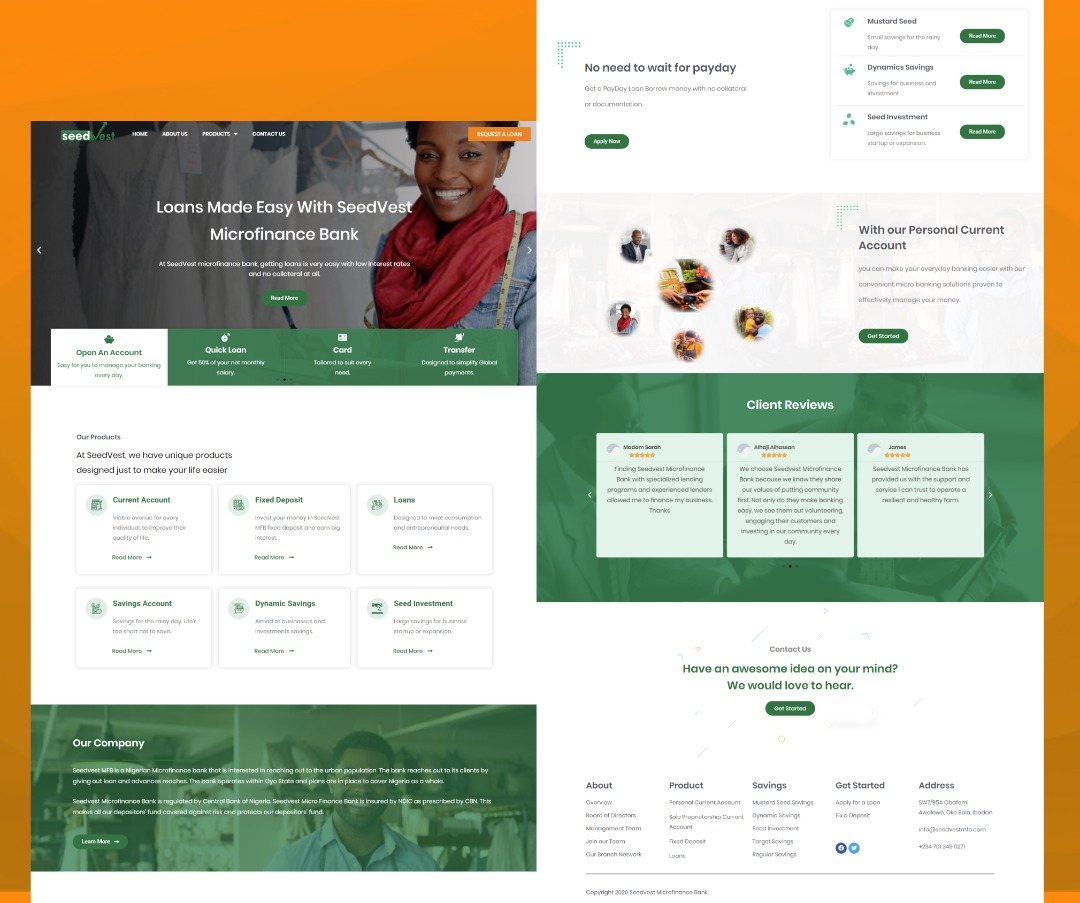 seedvest
HOME
ABOUT US
PRODUCTS
CONTACT US
REQUEST A LOAN
Loans Made Easy With SeedVest
Microfinance Bank
At SeedVest microfinance bank, getting loans is very easy with low interest rates
and no collateral at all.
Read More
Open An Account
Easy for you to manage your banking
every day.
Quick Loan
Get 50% of your net monthly
salary.
Card
Tailored to suit every
need.
Transfer
Designed to simplify Global
payments.
Our Products
At SeedVest, we have unique products
designed just to make your life easier
Current Account
Viable avenue for every
individual, to improve their
quality of life.
Read More
Fixed Deposit
Invest your money in SeedVest
MFB fixed deposit and earn big
interest.
Read More
Loans
Designed to meet consumption
and entrepreneurial needs.
Read More
Savings Account
Savings for the rainy day. Life's
too short not to save.
Read More
Dynamic Savings
Aimed at businesses and
investments savings.
Read More
Seed Investment
Large savings for business
startup or expansion.
Read More
Our Company
Seedvest MFB is a Nigerian Microfinance bank that is interested in reaching out to the urban population. The bank reaches out to its clients by
giving out loan and advances reaches. The bank operates within Oyo State and plans are in place to cover Nigeria as a whole.
Seedvest Microfinance Bank is regulated by Central Bank of Nigeria. Seedvest Micro Finance Bank is insured by NDIC as prescribed by CBN. This
makes all our depositors' fund covered against risk and protects our depositors' fund.
Learn More
No need to wait for payday
Get a PayDay Loan Borrow money with no collateral
or documentation.
Apply Now
Mustard Seed
Small savings for the rainy
day.
Read More
Dynamics Savings
Savings for business and
investment
Read More
Seed Investment
Large savings for business
startup or expansion.
Read More
With our Personal Current
Account
you can make your everyday banking easier with our
convenient micro banking solutions proven to
effectively manage your money.
Get Started
Client Reviews
Madam Sarah
Finding Seedvest Microfinance
Bank with specialized lending
programs and experienced lenders
allowed me to finance my business.
Thanks
Alhaji Alhassan
We choose Seedvest Microfinance
Bank because we know they share
our values of putting community
first. Not only do they make banking
easy, we see them out volunteering,
engaging their customers and
investing in our community every
day.
James
Seedvest Microfinance Bank has
provided us with the support and
service I can trust to operate a
resilient and healthy farm.
Contact Us
Have an awesome idea on your mind?
We would love to hear.
Get Started
About
Overview
Board of Directors
Management Team
Join our Team
Our Branch Network
Product
Personal Current Account
Sole Proprietorship Current
Account
Fixed Deposit
Loans
Savings
Mustard Seed Savings
Dynamic Savings
Seed Investment
Target Savings
Regular Savings
Get Started
Apply for a Loan
Fix a Deposit
Address
SW7/95A Obafemi
Awolowo, Oke Bola, Ibadan.
info@seedvestmfb.com
+234 701 349 0271
Copyright 2020 Seedvest Microfinance Bank.